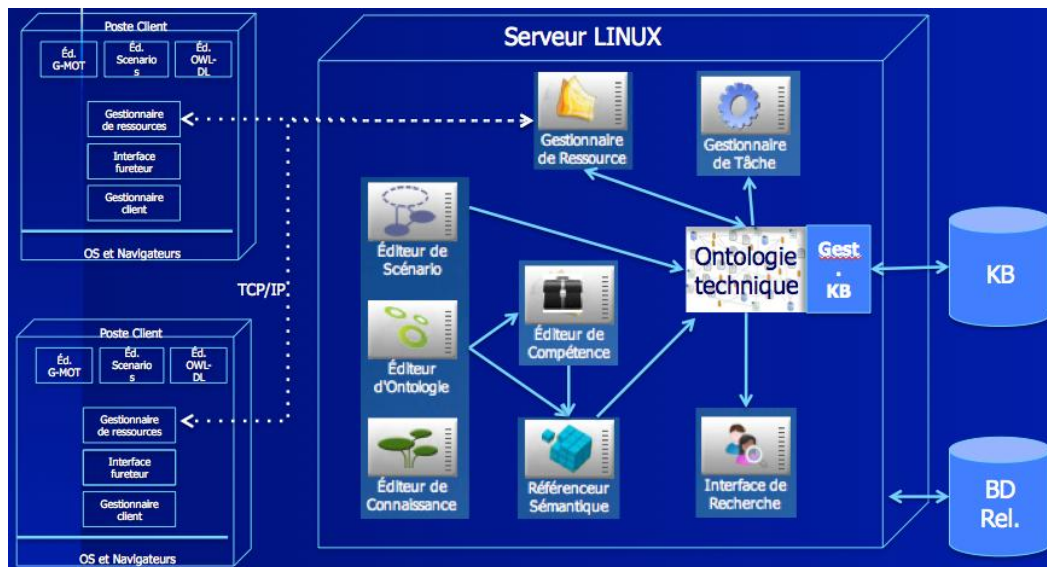 Poste Client
Éd.
G-MOT
Éd.
Scenario
s
Éd.
OWL-
DL
Gestionnaire
de ressources
Interface
fureteur
Gestionnaire
client
OS et Navigateurs
TCP/IP
Poste Client
Éd.
G-MOT
Éd.
Scenario
s
Éd.
OWL-
DL
Gestionnaire
de ressources
Interface
fureteur
Gestionnaire
client
OS et Navigateurs
Serveur LINUX
Gestionnaire
de Ressource
Gestionnaire
de Tâche
Éditeur de
Scénario
Ontologie
technique
Gest
.
KB
KB
Éditeur
d'Ontologie
Éditeur de
Compétence
Éditeur de
Connaissance
Référenceur
Sémantique
Interface de
Recherche
BD
Rel.